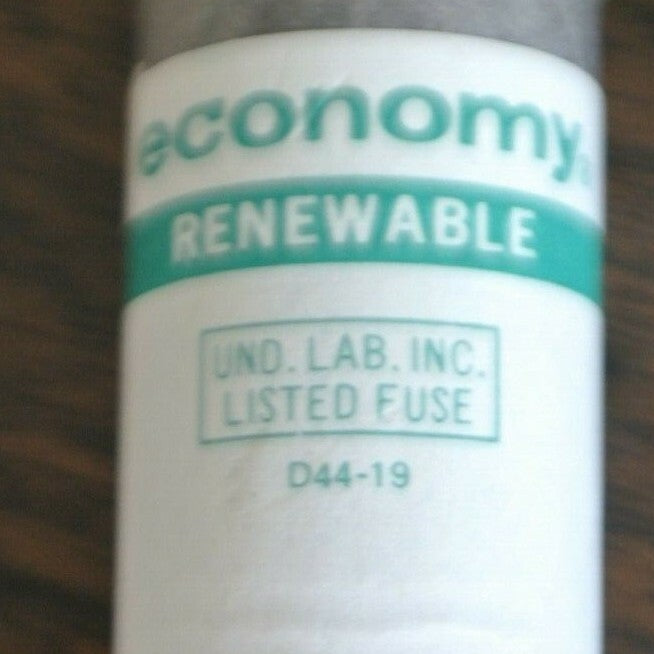 economy
RENEWABLE
UND. LAB. INC.
LISTED FUSE
D44-19